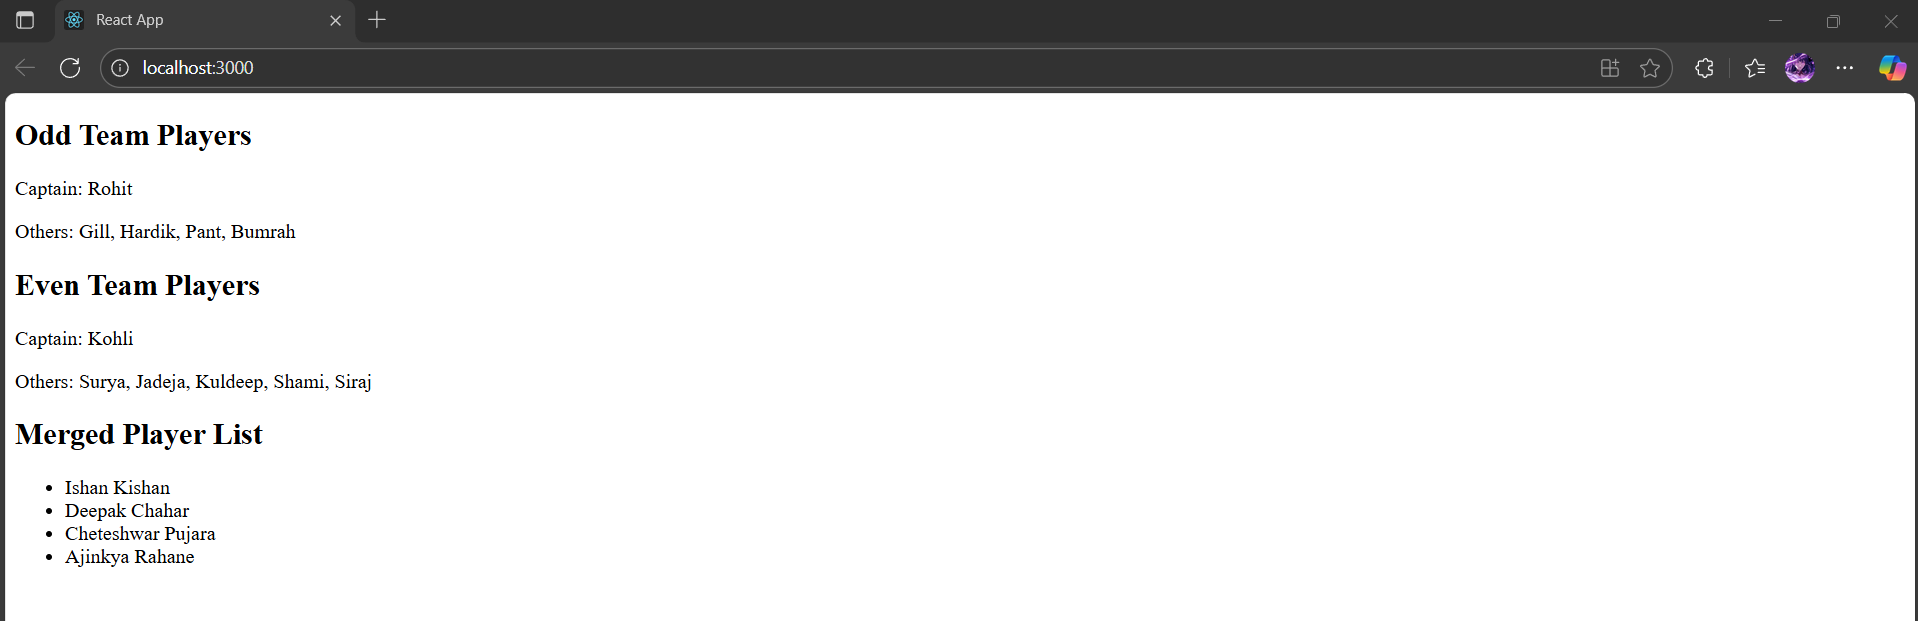 React App
localhost:3000
Odd Team Players
Captain: Rohit
Others: Gill, Hardik, Pant, Bumrah
Even Team Players
Captain: Kohli
Others: Surya, Jadeja, Kuldeep, Shami, Siraj
Merged Player List
• Ishan Kishan
• Deepak Chahar
• Cheteshwar Pujara
• Ajinkya Rahane